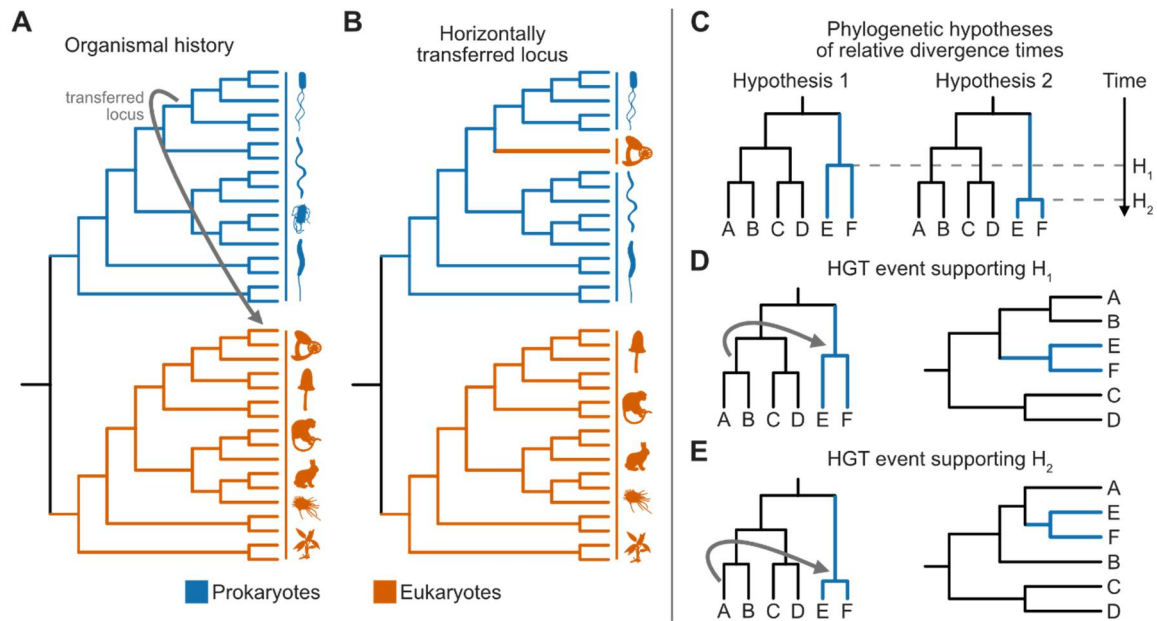 A
Organismal history
transferred
locus
B
Horizontally
transferred locus
Prokaryotes
Eukaryotes
C
Phylogenetic hypotheses
of relative divergence times
Hypothesis 1
Hypothesis 2
Time
H1
H2
A B C D E F
A B C D E F
D
HGT event supporting H1
A B C D E F
A
B
E
F
C
D
E
HGT event supporting H2
A B C D E F
A
E
F
B
C
D